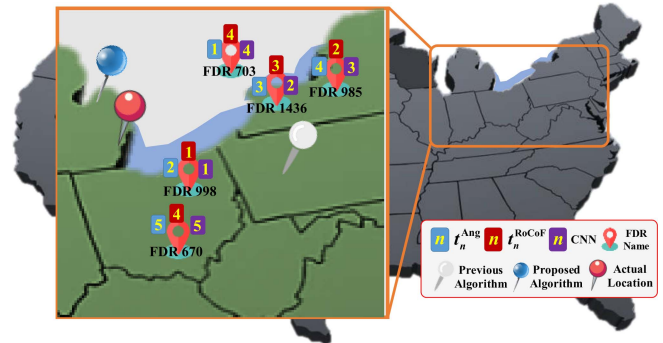 4
1 4
FDR 703
3
3 2
FDR 1436
2
4 3
FDR 985
1
2 1
FDR 998
4
5 5
FDR 670
n t_n^Ang n t_n^RoCoF n CNN FDR Name
Previous Algorithm Proposed Algorithm Actual Location